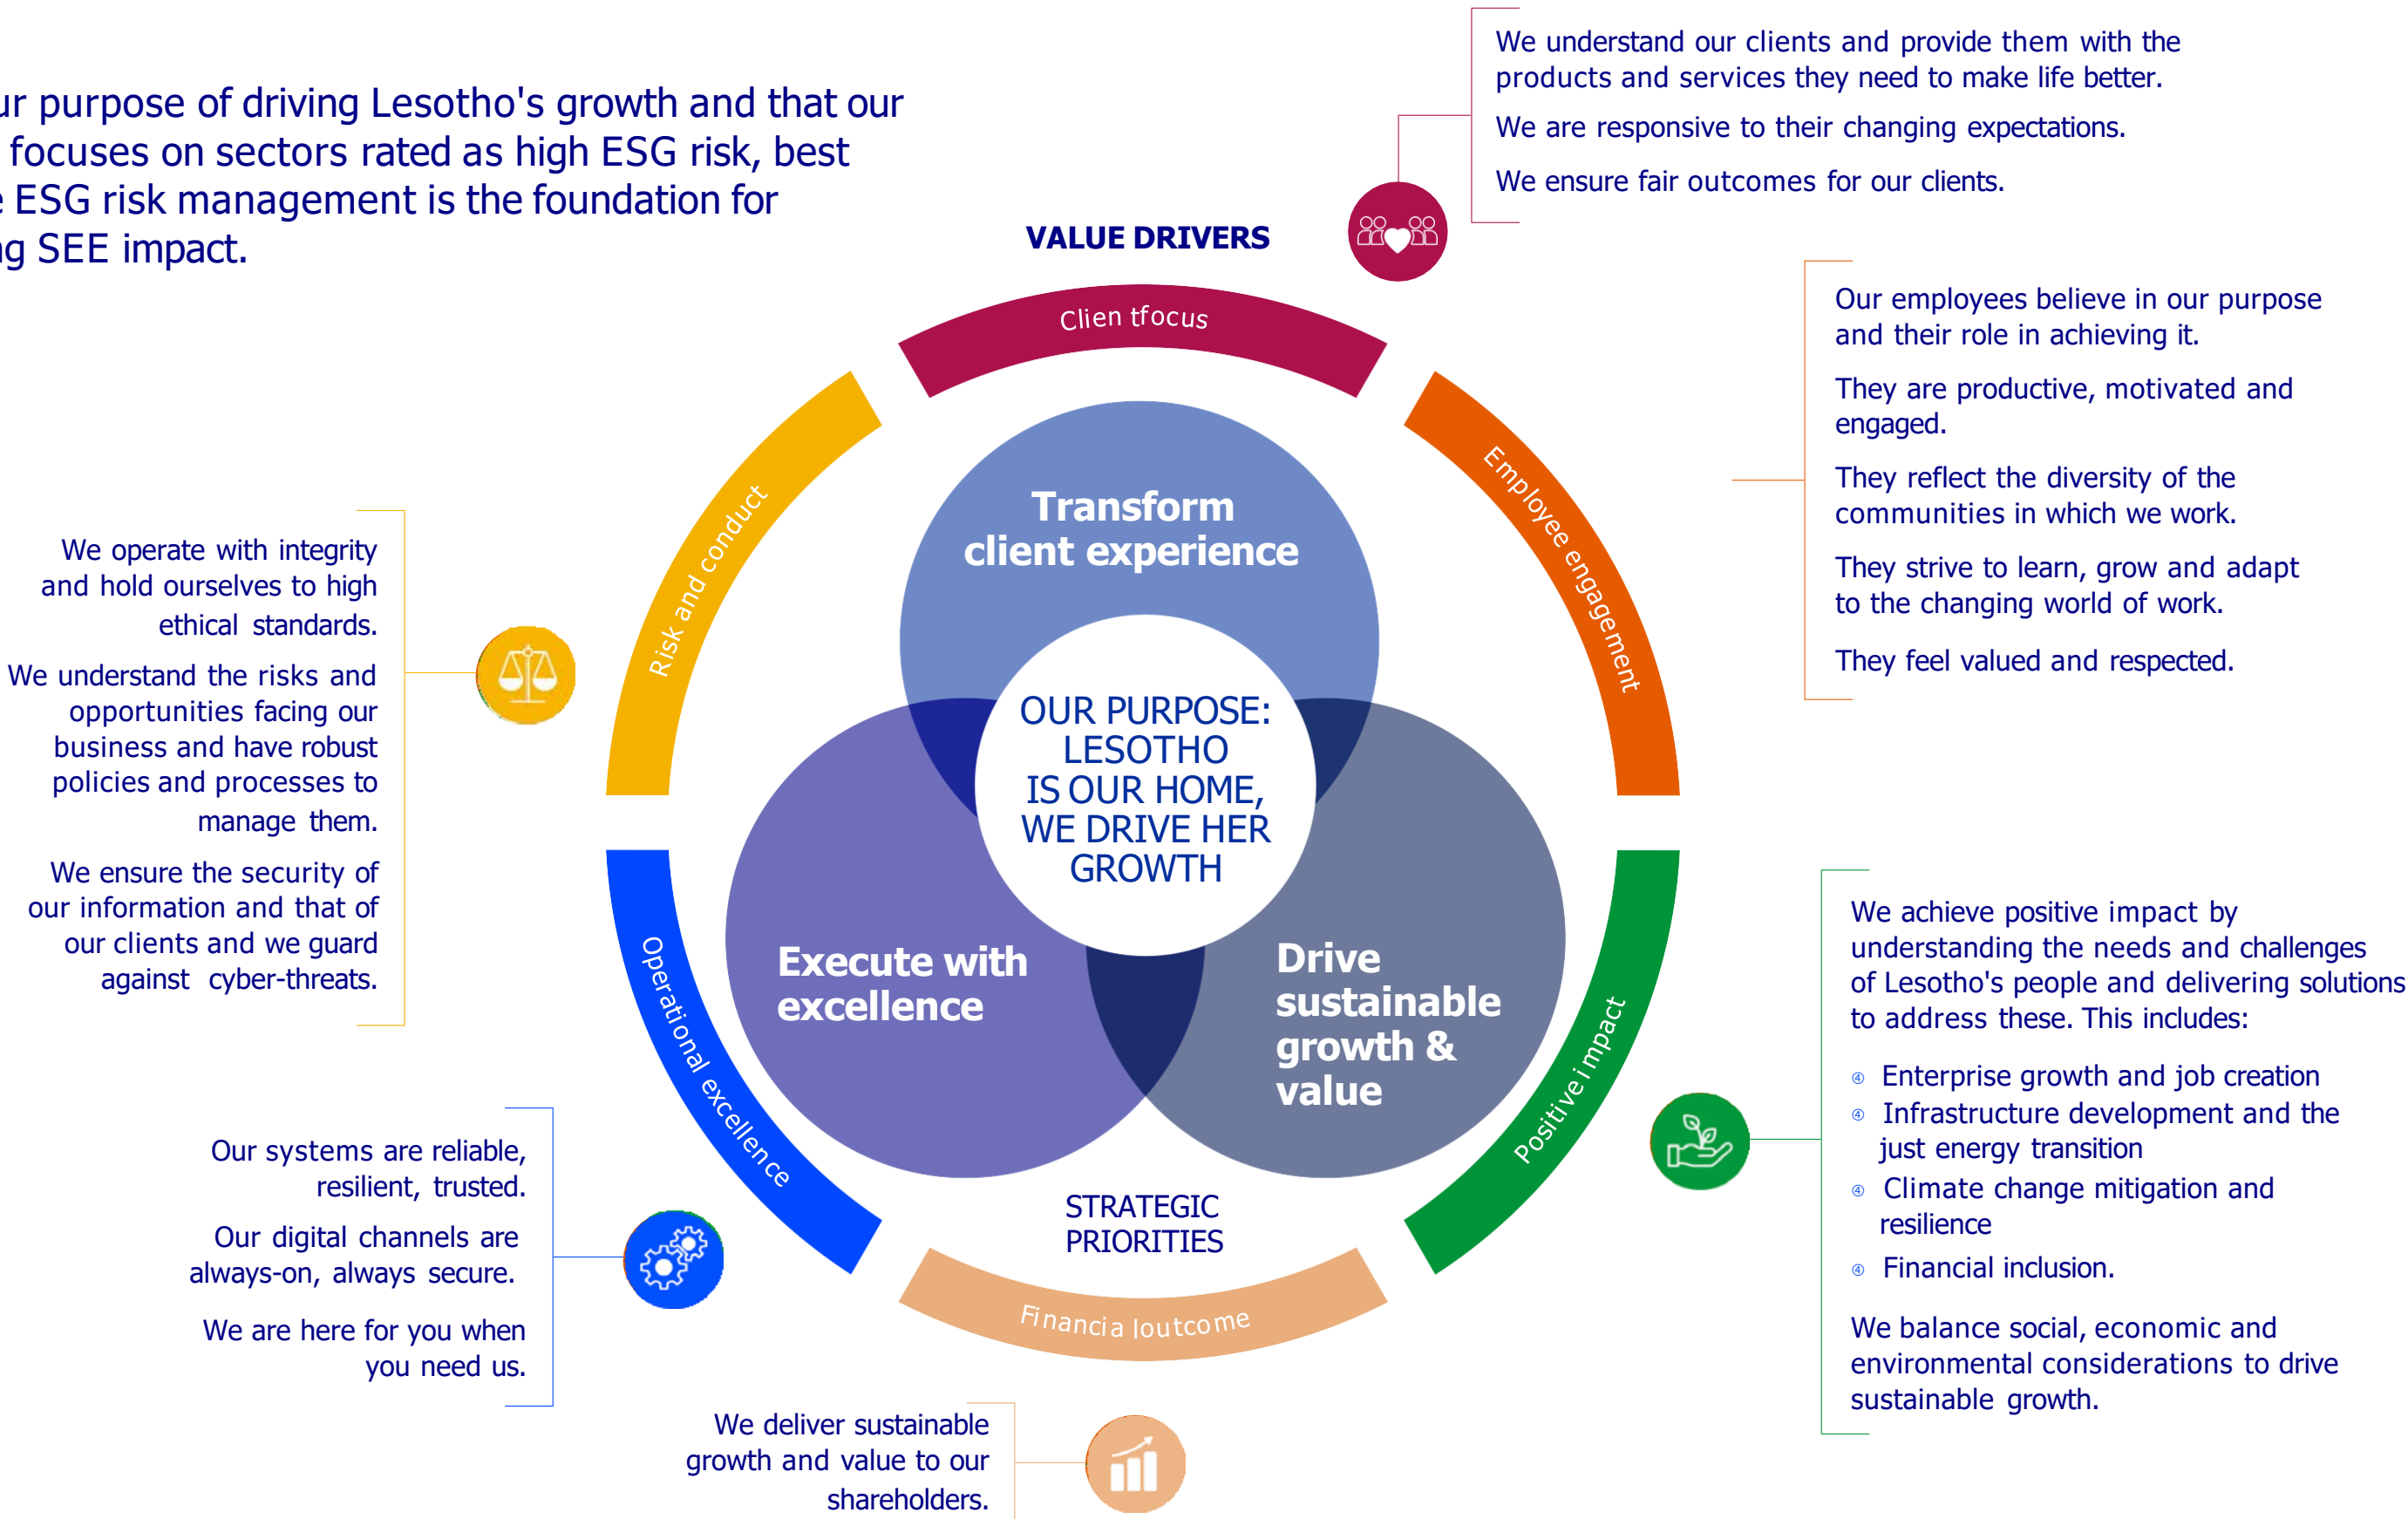 ur purpose of driving Lesotho's growth and that our
focuses on sectors rated as high ESG risk, best
e ESG risk management is the foundation for
ng SEE impact.
We understand our clients and provide them with the
products and services they need to make life better.
We are responsive to their changing expectations.
We ensure fair outcomes for our clients.
VALUE DRIVERS
Clien tfocus
Employee engagement
Our employees believe in our purpose
and their role in achieving it.
They are productive, motivated and
engaged.
They reflect the diversity of the
communities in which we work.
They strive to learn, grow and adapt
to the changing world of work.
They feel valued and respected.
Risk and conduct
We operate with integrity
and hold ourselves to high
ethical standards.
We understand the risks and
opportunities facing our
business and have robust
policies and processes to
manage them.
We ensure the security of
our information and that of
our clients and we guard
against cyber-threats.
Transform
client experience
OUR PURPOSE:
LESOTHO
IS OUR HOME,
WE DRIVE HER
GROWTH
Execute with
excellence
Drive
sustainable
growth &
value
Operational excellence
Positive impact
We achieve positive impact by
understanding the needs and challenges
of Lesotho's people and delivering solutions
to address these. This includes:
④ Enterprise growth and job creation
④ Infrastructure development and the
just energy transition
④ Climate change mitigation and
resilience
④ Financial inclusion.
We balance social, economic and
environmental considerations to drive
sustainable growth.
Our systems are reliable,
resilient, trusted.
Our digital channels are
always-on, always secure.
We are here for you when
you need us.
STRATEGIC
PRIORITIES
Financia loutcome
We deliver sustainable
growth and value to our
shareholders.